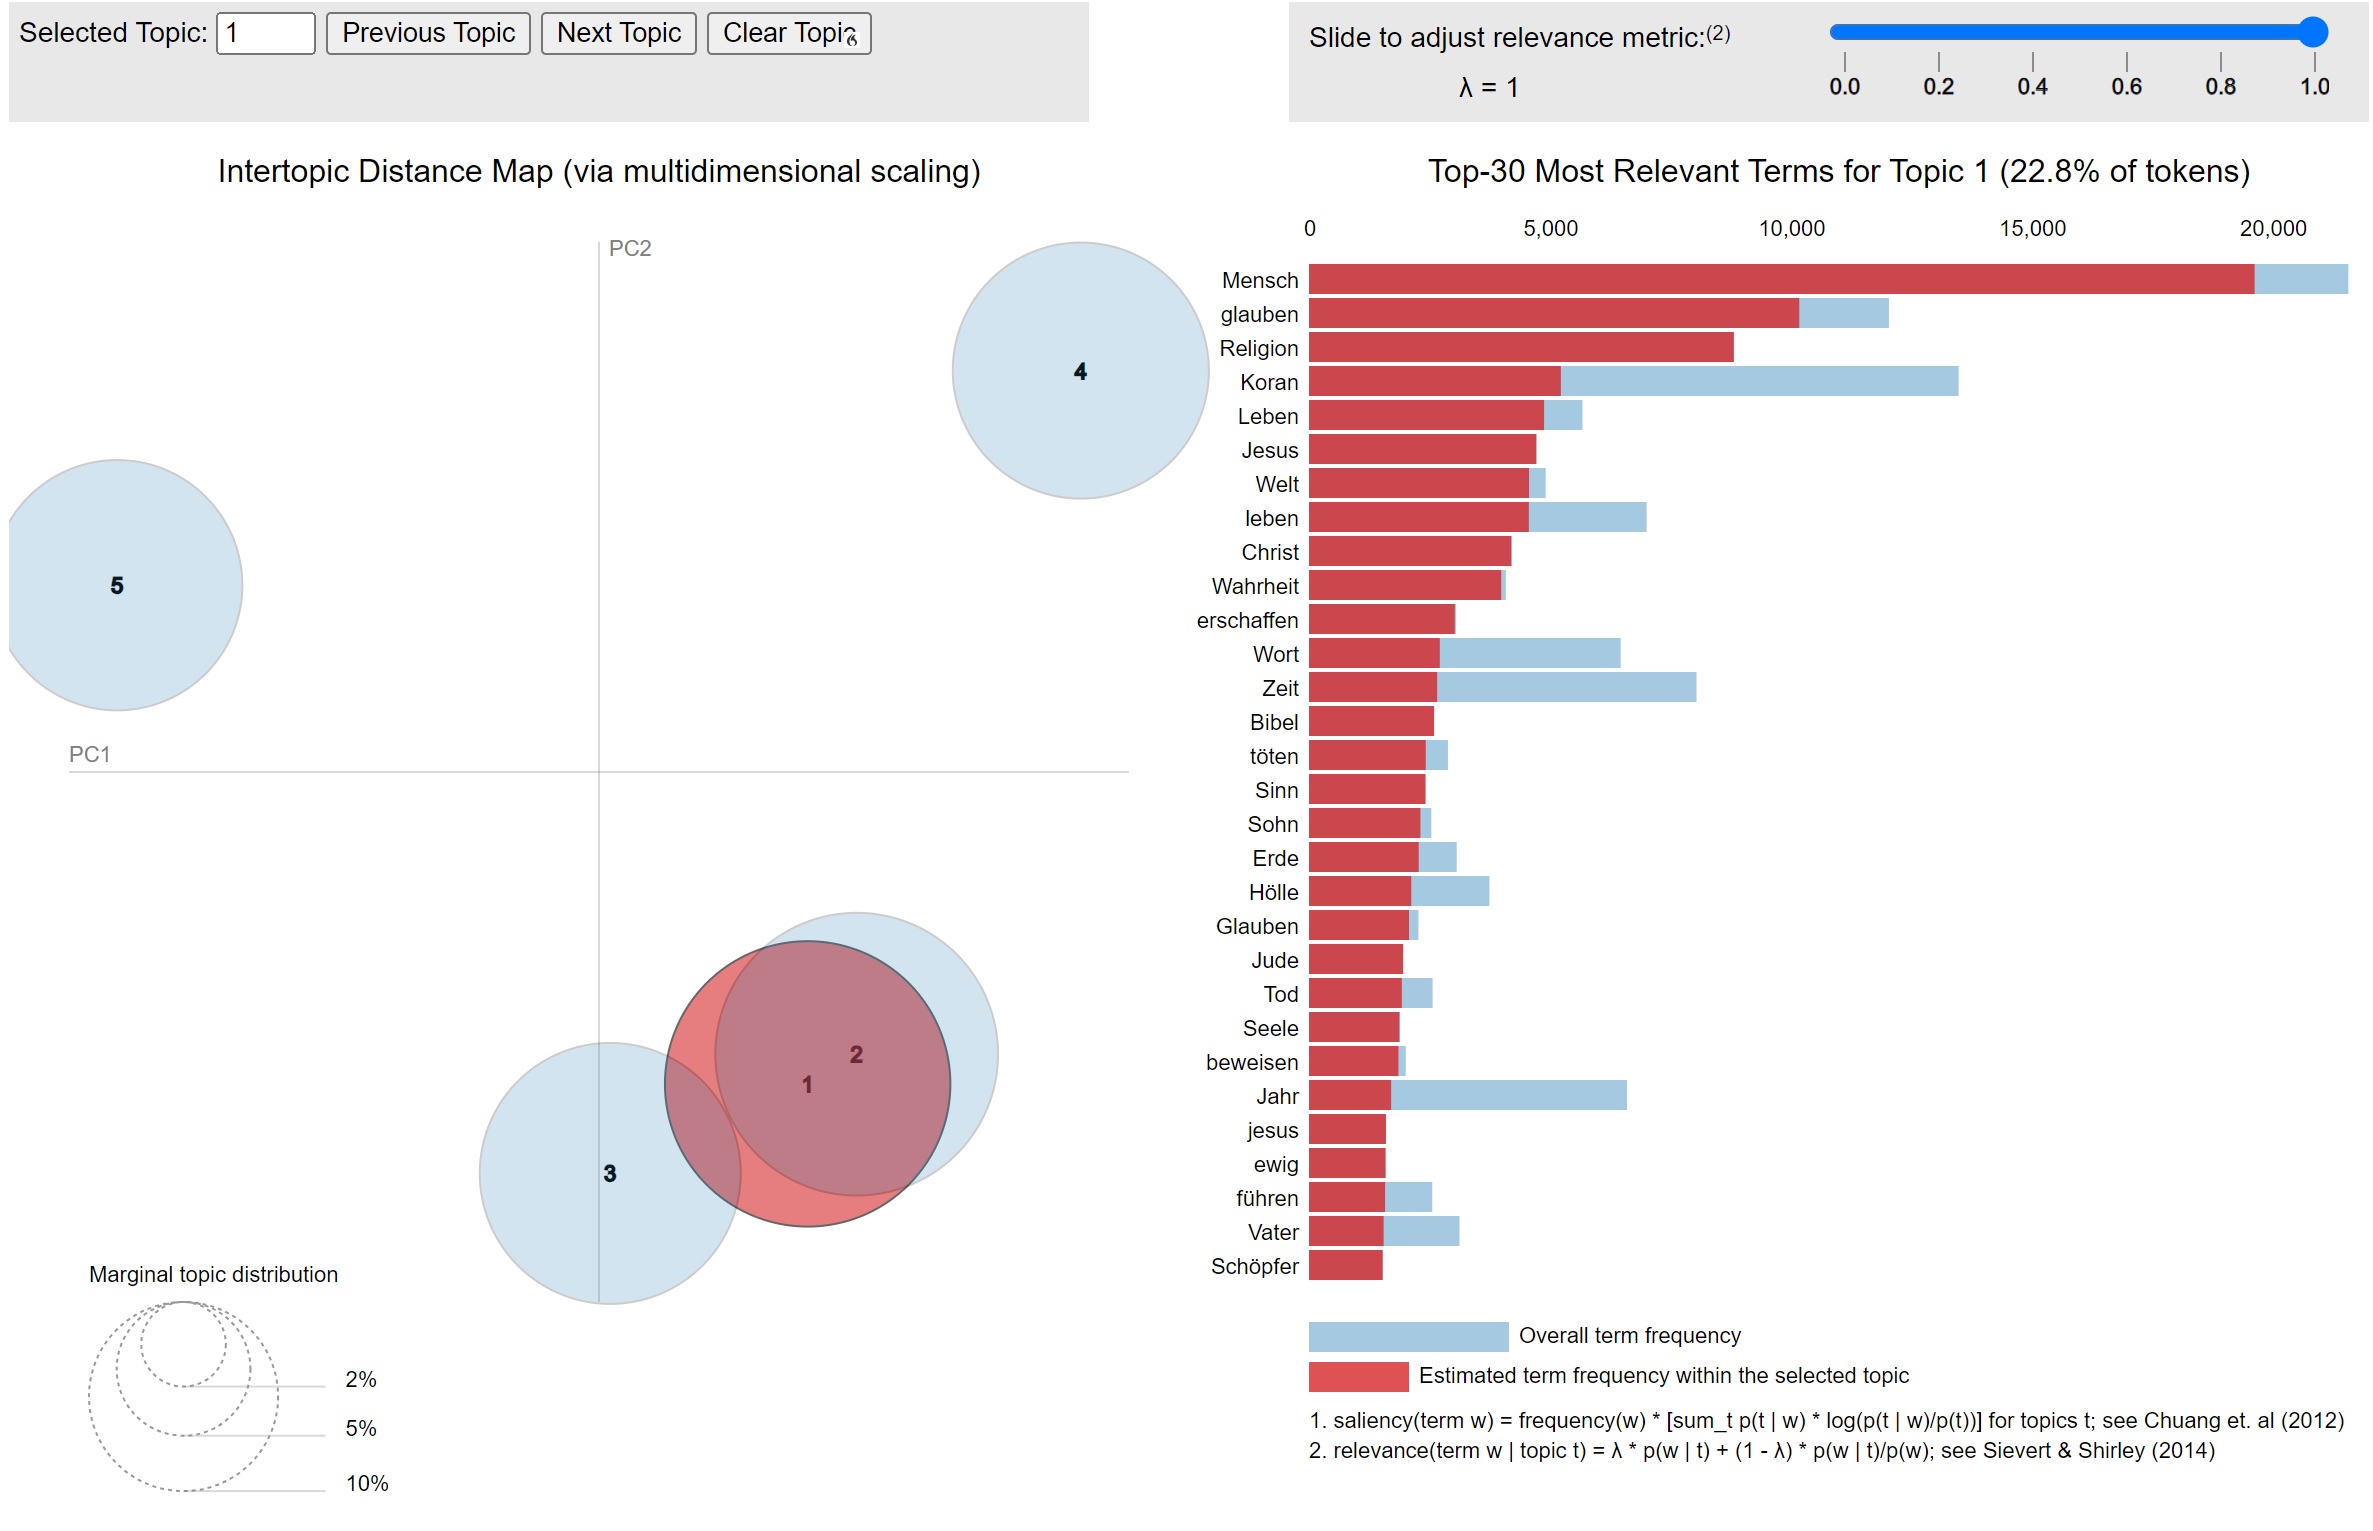 Selected Topic: 1 Previous Topic Next Topic Clear Topic
Slide to adjust relevance metric:(2)
λ = 1
0.0 0.2 0.4 0.6 0.8 1.0
Intertopic Distance Map (via multidimensional scaling)
PC2
PC1
4
5
2
1
3
Marginal topic distribution
2%
5%
10%
Top-30 Most Relevant Terms for Topic 1 (22.8% of tokens)
0 5,000 10,000 15,000 20,000
Mensch
glauben
Religion
Koran
Leben
Jesus
Welt
leben
Christ
Wahrheit
erschaffen
Wort
Zeit
Bibel
töten
Sinn
Sohn
Erde
Hölle
Glauben
Jude
Tod
Seele
beweisen
Jahr
jesus
ewig
führen
Vater
Schöpfer
Overall term frequency
Estimated term frequency within the selected topic
1. saliency(term w) = frequency(w) * [sum_t p(t | w) * log(p(t | w)/p(t))] for topics t; see Chuang et. al (2012)
2. relevance(term w | topic t) = λ * p(w | t) + (1 - λ) * p(w | t)/p(w); see Sievert & Shirley (2014)